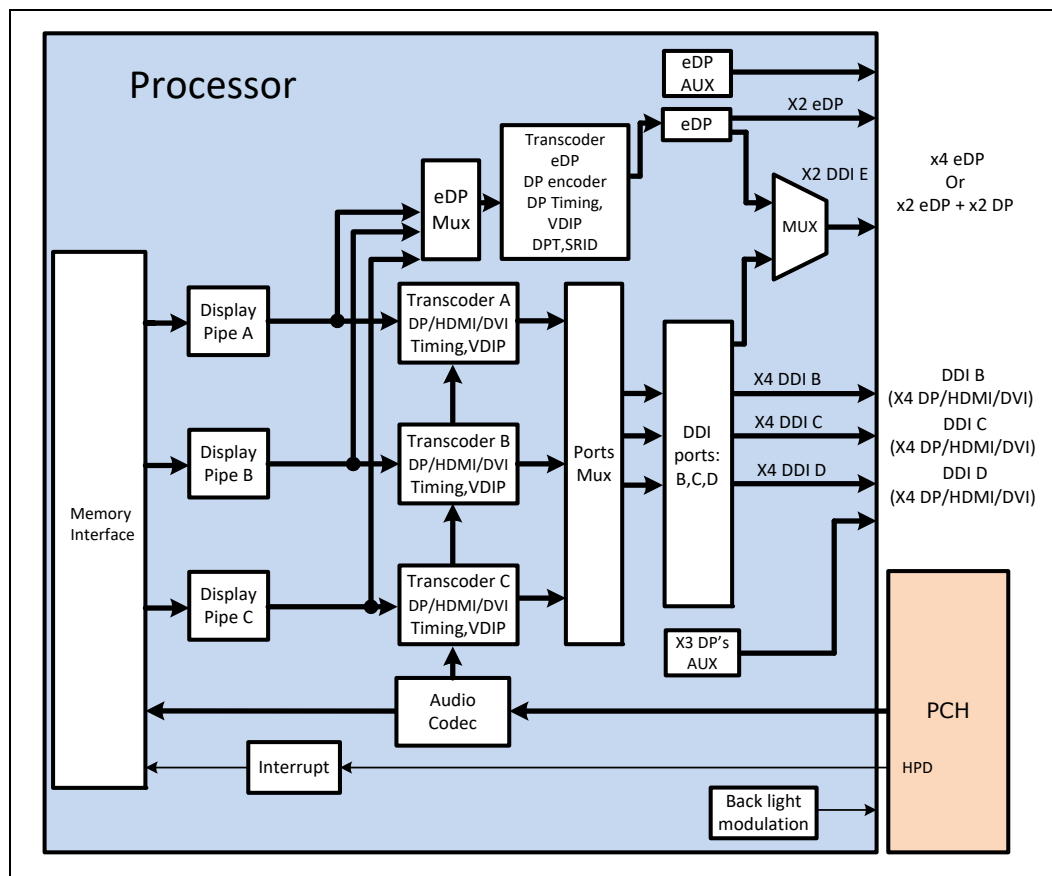 Processor
eDP
AUX
X2 eDP
eDP
Transcoder
eDP
DP encoder
DP Timing,
VDIP
DPT,SRID
eDP
Mux
X2 DDI E
MUX
x4 eDP
Or
x2 eDP + x2 DP
Memory
Interface
Display
Pipe A
Transcoder A
DP/HDMI/DVI
Timing,VDIP
Display
Pipe B
Transcoder B
DP/HDMI/DVI
Timing,VDIP
Display
Pipe C
Transcoder C
DP/HDMI/DVI
Timing,VDIP
Ports
Mux
DDI
ports:
B,C,D
X4 DDI B
X4 DDI C
X4 DDI D
DDI B
(X4 DP/HDMI/DVI)
DDI C
(X4 DP/HDMI/DVI)
DDI D
(X4 DP/HDMI/DVI)
X3 DP's
AUX
Audio
Codec
PCH
Interrupt
HPD
Back light
modulation